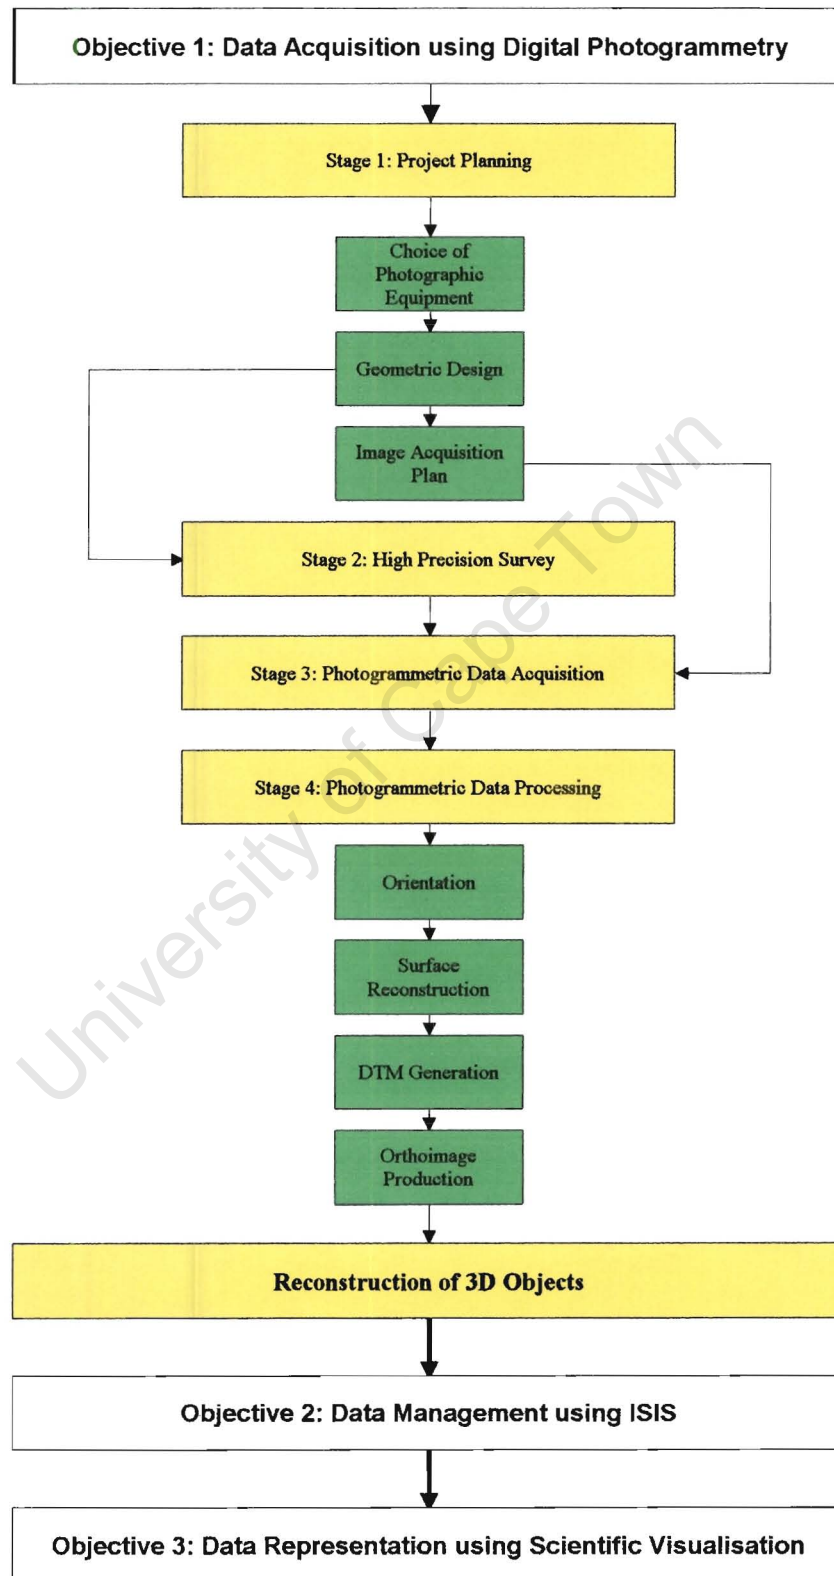 Objective 1: Data Acquisition using Digital Photogrammetry
Stage 1: Project Planning
Choice of
Photographic
Equipment
Geometric Design
Image Acquisition
Plan
Stage 2: High Precision Survey
Stage 3: Photogrammetric Data Acquisition
Stage 4: Photogrammetric Data Processing
Orientation
Surface
Reconstruction
DTM Generation
Orthoimage
Production
Reconstruction of 3D Objects
Objective 2: Data Management using ISIS
Objective 3: Data Representation using Scientific Visualisation
University of Cape Town